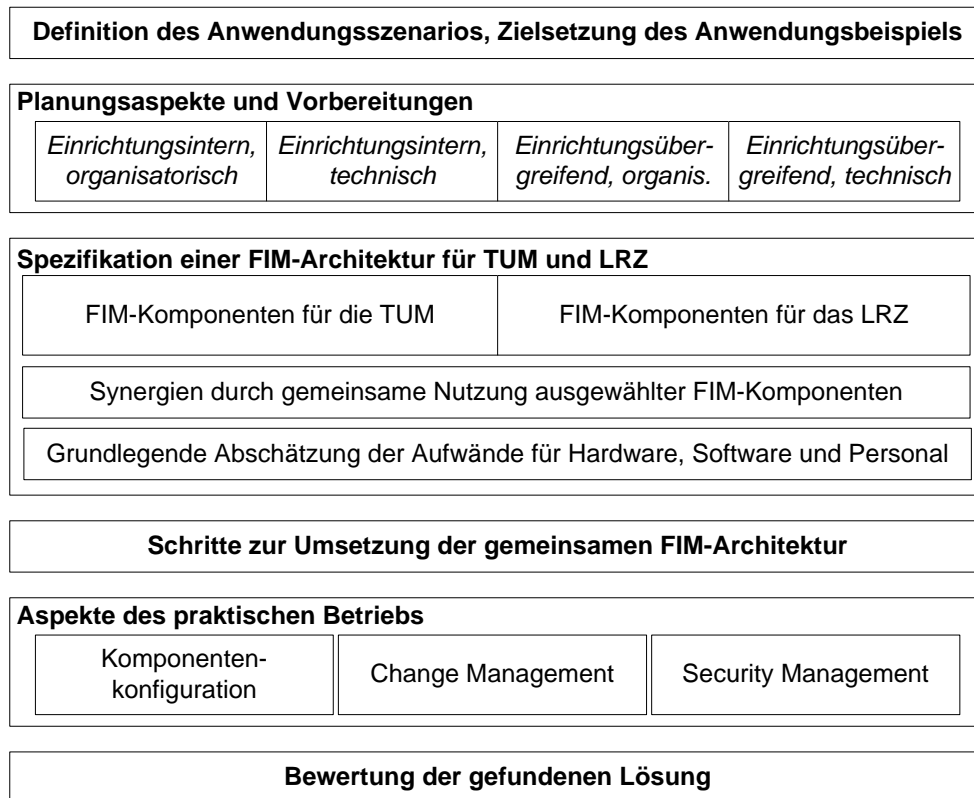 Definition des Anwendungsszenarios, Zielsetzung des Anwendungsbeispiels
Planungsaspekte und Vorbereitungen
Einrichtungsintern,
organisatorisch
Einrichtungsintern,
technisch
Einrichtungsüber-
greifend, organis.
Einrichtungsüber-
greifend, technisch
Spezifikation einer FIM-Architektur für TUM und LRZ
FIM-Komponenten für die TUM
FIM-Komponenten für das LRZ
Synergien durch gemeinsame Nutzung ausgewählter FIM-Komponenten
Grundlegende Abschätzung der Aufwände für Hardware, Software und Personal
Schritte zur Umsetzung der gemeinsamen FIM-Architektur
Aspekte des praktischen Betriebs
Komponenten-
konfiguration
Change Management
Security Management
Bewertung der gefundenen Lösung